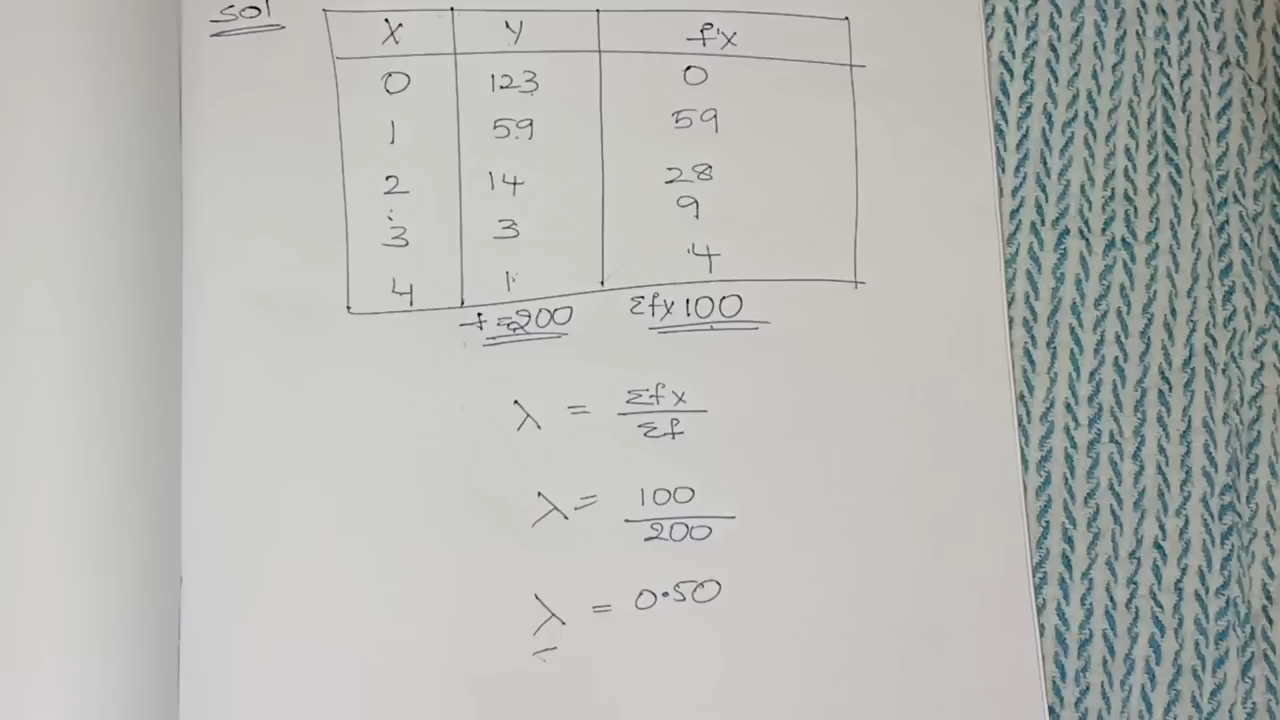 Sol
X Y f'x
0 123 0
1 59 59
2 14 28
3 3 9
4 1 4
f=200 Σfx 100
λ = Σfx / Σf
λ = 100 / 200
λ = 0.50